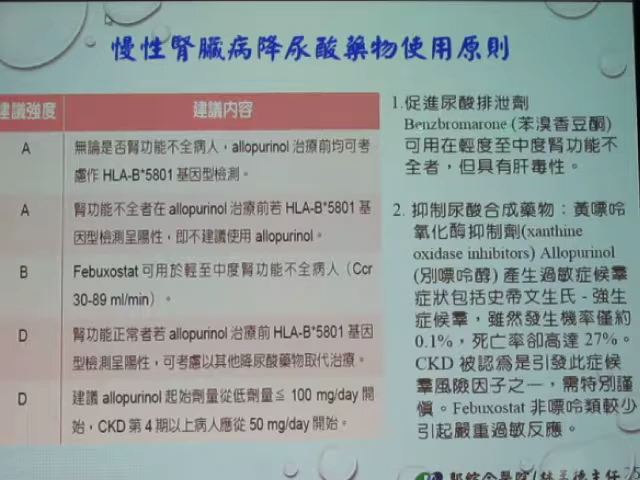 慢性腎臟病降尿酸藥物使用原則
建議強度 建議內容
A 無論是否腎功能不全病人，allopurinol 治療前均可考
慮作 HLA-B*5801 基因型檢測。
A 腎功能不全者在 allopurinol 治療前若 HLA-B*5801 基
因型檢測呈陽性，即不建議使用 allopurinol。
B Febuxostat 可用於輕至中度腎功能不全病人（Ccr
30-89 ml/min）。
D 腎功能正常者若 allopurinol 治療前 HLA-B*5801 基因
型檢測呈陽性，可考慮以其他降尿酸藥物取代治療。
D 建議 allopurinol 起始劑量從低劑量≦ 100 mg/day 開
始，CKD 第 4 期以上病人應從 50 mg/day 開始。
1.促進尿酸排泄劑
Benzbromarone (苯溴香豆酮)
可用在輕度至中度腎功能不
全者，但具有肝毒性。
2. 抑制尿酸合成藥物：黃嘌呤
氧化酶抑制劑(xanthine
oxidase inhibitors) Allopurinol
(別嘌呤醇) 產生過敏症候羣
症狀包括史帝文生氏 - 強生
症候羣，雖然發生機率僅約
0.1%，死亡率卻高達 27%。
CKD 被認為是引發此症候
羣風險因子之一，需特別謹
慎。Febuxostat 非嘌呤類較少
引起嚴重過敏反應。